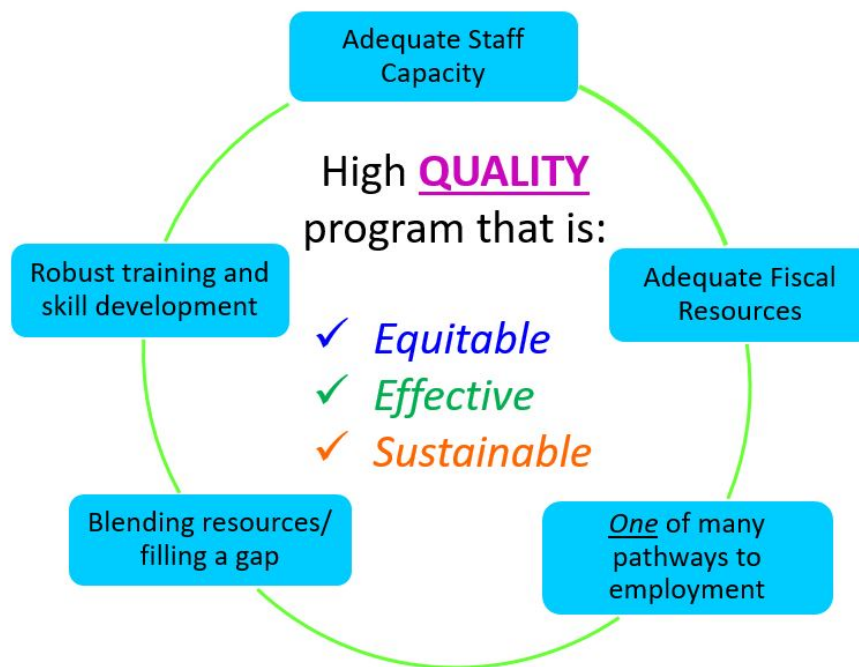 Adequate Staff
Capacity
High QUALITY
program that is:
Robust training and
skill development
Adequate Fiscal
Resources
✓ Equitable
✓ Effective
✓ Sustainable
Blending resources/
filling a gap
One of many
pathways to
employment